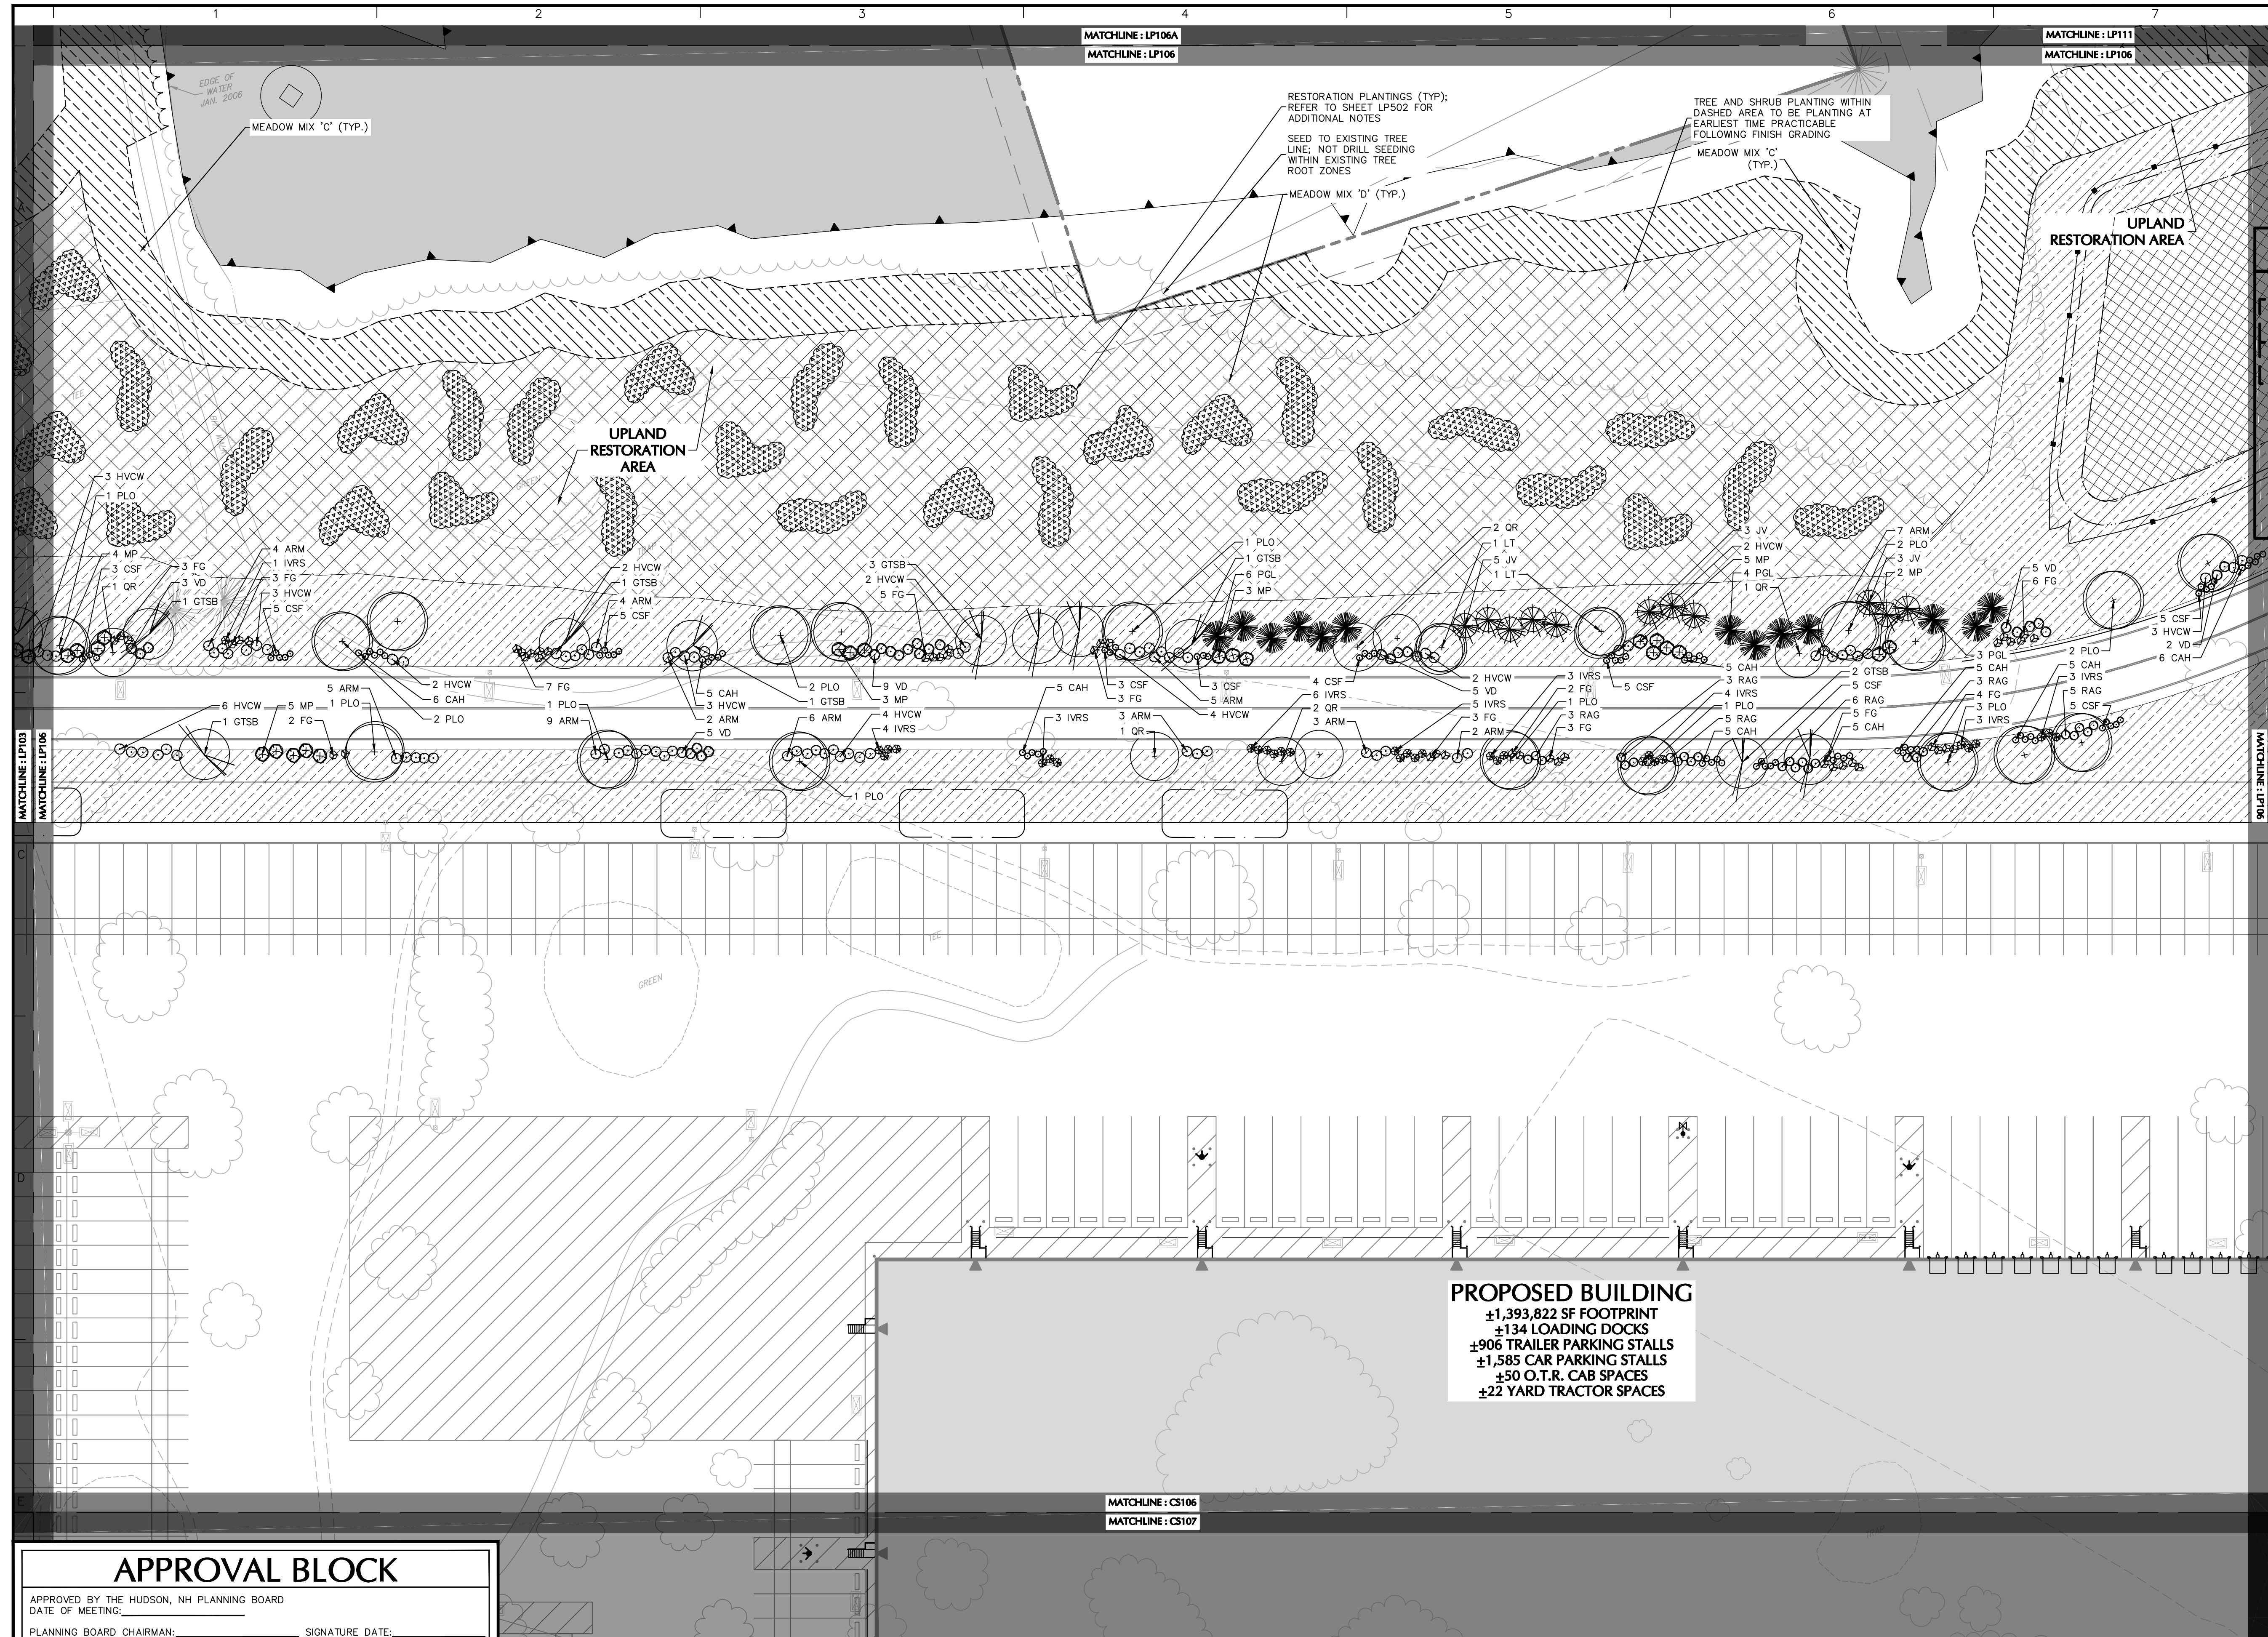 1 2 3 4 5 6 7
MATCHLINE : LP106A
MATCHLINE : LP106
MATCHLINE : LP111
MATCHLINE : LP106
EDGE OF
WATER
JAN. 2006
MEADOW MIX 'C' (TYP.)
RESTORATION PLANTINGS (TYP);
REFER TO SHEET LP502 FOR
ADDITIONAL NOTES
SEED TO EXISTING TREE
LINE; NOT DRILL SEEDING
WITHIN EXISTING TREE
ROOT ZONES
MEADOW MIX 'D' (TYP.)
TREE AND SHRUB PLANTING WITHIN
DASHED AREA TO BE PLANTING AT
EARLIEST TIME PRACTICABLE
FOLLOWING FINISH GRADING
MEADOW MIX 'C'
(TYP.)
UPLAND
RESTORATION AREA
A
TEE
UPLAND
RESTORATION
AREA
GREEN
TRAP
B
3 HVCW
1 PLO
4 MP
3 CSF
1 QR
3 FG
3 VD
1 GTSB
4 ARM
1 IVRS
3 FG
3 HVCW
5 CSF
2 HVCW
1 GTSB
4 ARM
5 CSF
3 GTSB
2 HVCW
5 FG
1 PLO
1 GTSB
6 PGL
3 MP
2 QR
1 LT
5 JV
1 LT
3 JV
2 HVCW
5 MP
4 PGL
1 QR
7 ARM
2 PLO
3 JV
2 MP
5 VD
6 FG
5 CSF
3 HVCW
2 VD
6 CAH
2 HVCW
6 CAH
2 PLO
7 FG
5 CAH
3 HVCW
2 ARM
2 PLO
1 GTSB
9 VD
3 MP
5 CAH
3 CSF
3 FG
3 CSF
5 ARM
4 HVCW
4 CSF
6 IVRS
2 QR
3 ARM
2 HVCW
5 VD
5 IVRS
3 FG
2 ARM
3 IVRS
2 FG
1 PLO
3 RAG
3 FG
5 CSF
5 CAH
3 RAG
4 IVRS
1 PLO
5 RAG
5 CAH
2 GTSB
5 CSF
6 RAG
5 FG
5 CAH
3 PGL
5 CAH
3 RAG
4 FG
3 PLO
3 IVRS
2 PLO
5 CAH
3 IVRS
5 RAG
5 CSF
6 HVCW
1 GTSB
5 MP
2 FG
5 ARM
1 PLO
1 PLO
9 ARM
5 VD
6 ARM
4 HVCW
4 IVRS
1 PLO
3 IVRS
3 ARM
1 QR
MATCHLINE : LP103
MATCHLINE : LP106
MATCHLINE : LP106
C
TEE
GREEN
D
PROPOSED BUILDING
±1,393,822 SF FOOTPRINT
±134 LOADING DOCKS
±906 TRAILER PARKING STALLS
±1,585 CAR PARKING STALLS
±50 O.T.R. CAB SPACES
±22 YARD TRACTOR SPACES
E
MATCHLINE : CS106
MATCHLINE : CS107
TRAP
APPROVAL BLOCK
APPROVED BY THE HUDSON, NH PLANNING BOARD
DATE OF MEETING:
PLANNING BOARD CHAIRMAN: SIGNATURE DATE: